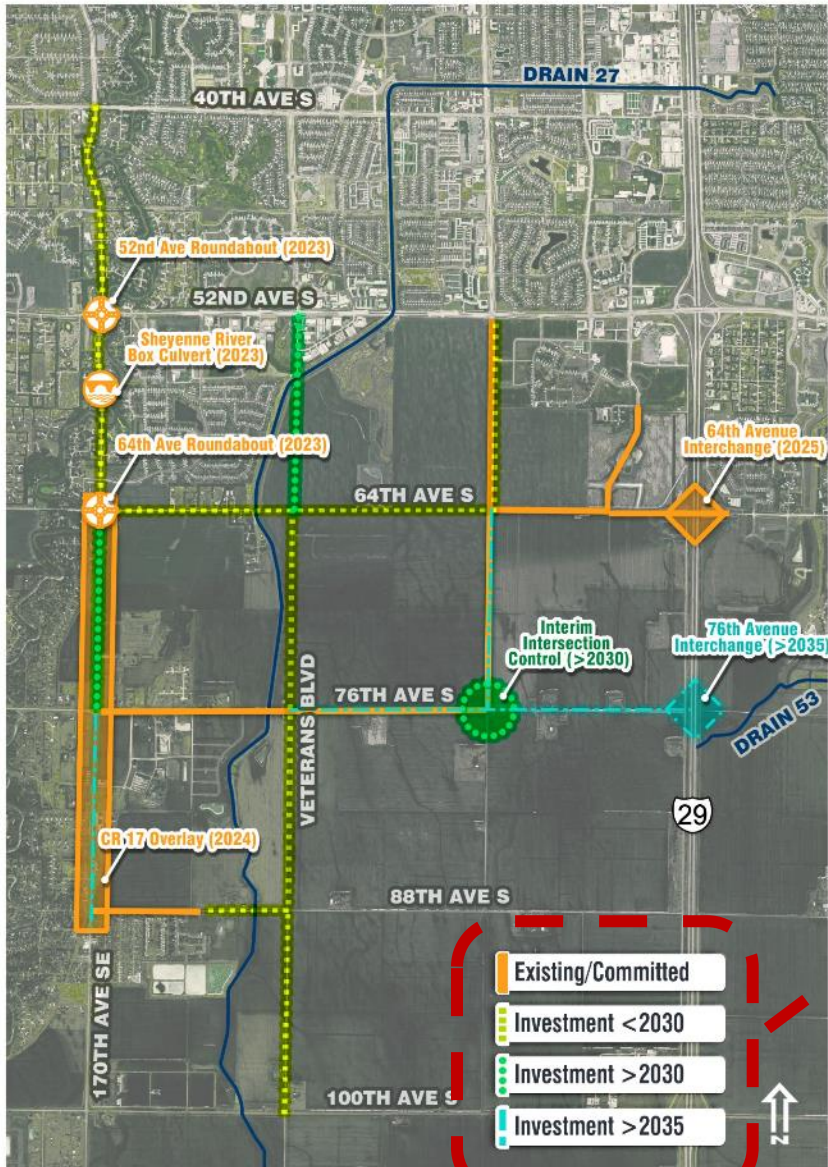 DRAIN 27
40TH AVE S
52nd Ave Roundabout (2023)
52ND AVE S
Sheyenne River
Box Culvert (2023)
64th Ave Roundabout (2023)
64th Avenue
Interchange (2025)
64TH AVE S
Interim
Intersection
Control (>2030)
76th Avenue
Interchange (>2035)
76TH AVE S
VETERANS BLVD
DRAIN 53
29
CR 17 Overlay (2024)
88TH AVE S
170TH AVE SE
Existing/Committed
Investment <2030
Investment >2030
Investment >2035
100TH AVE S
N